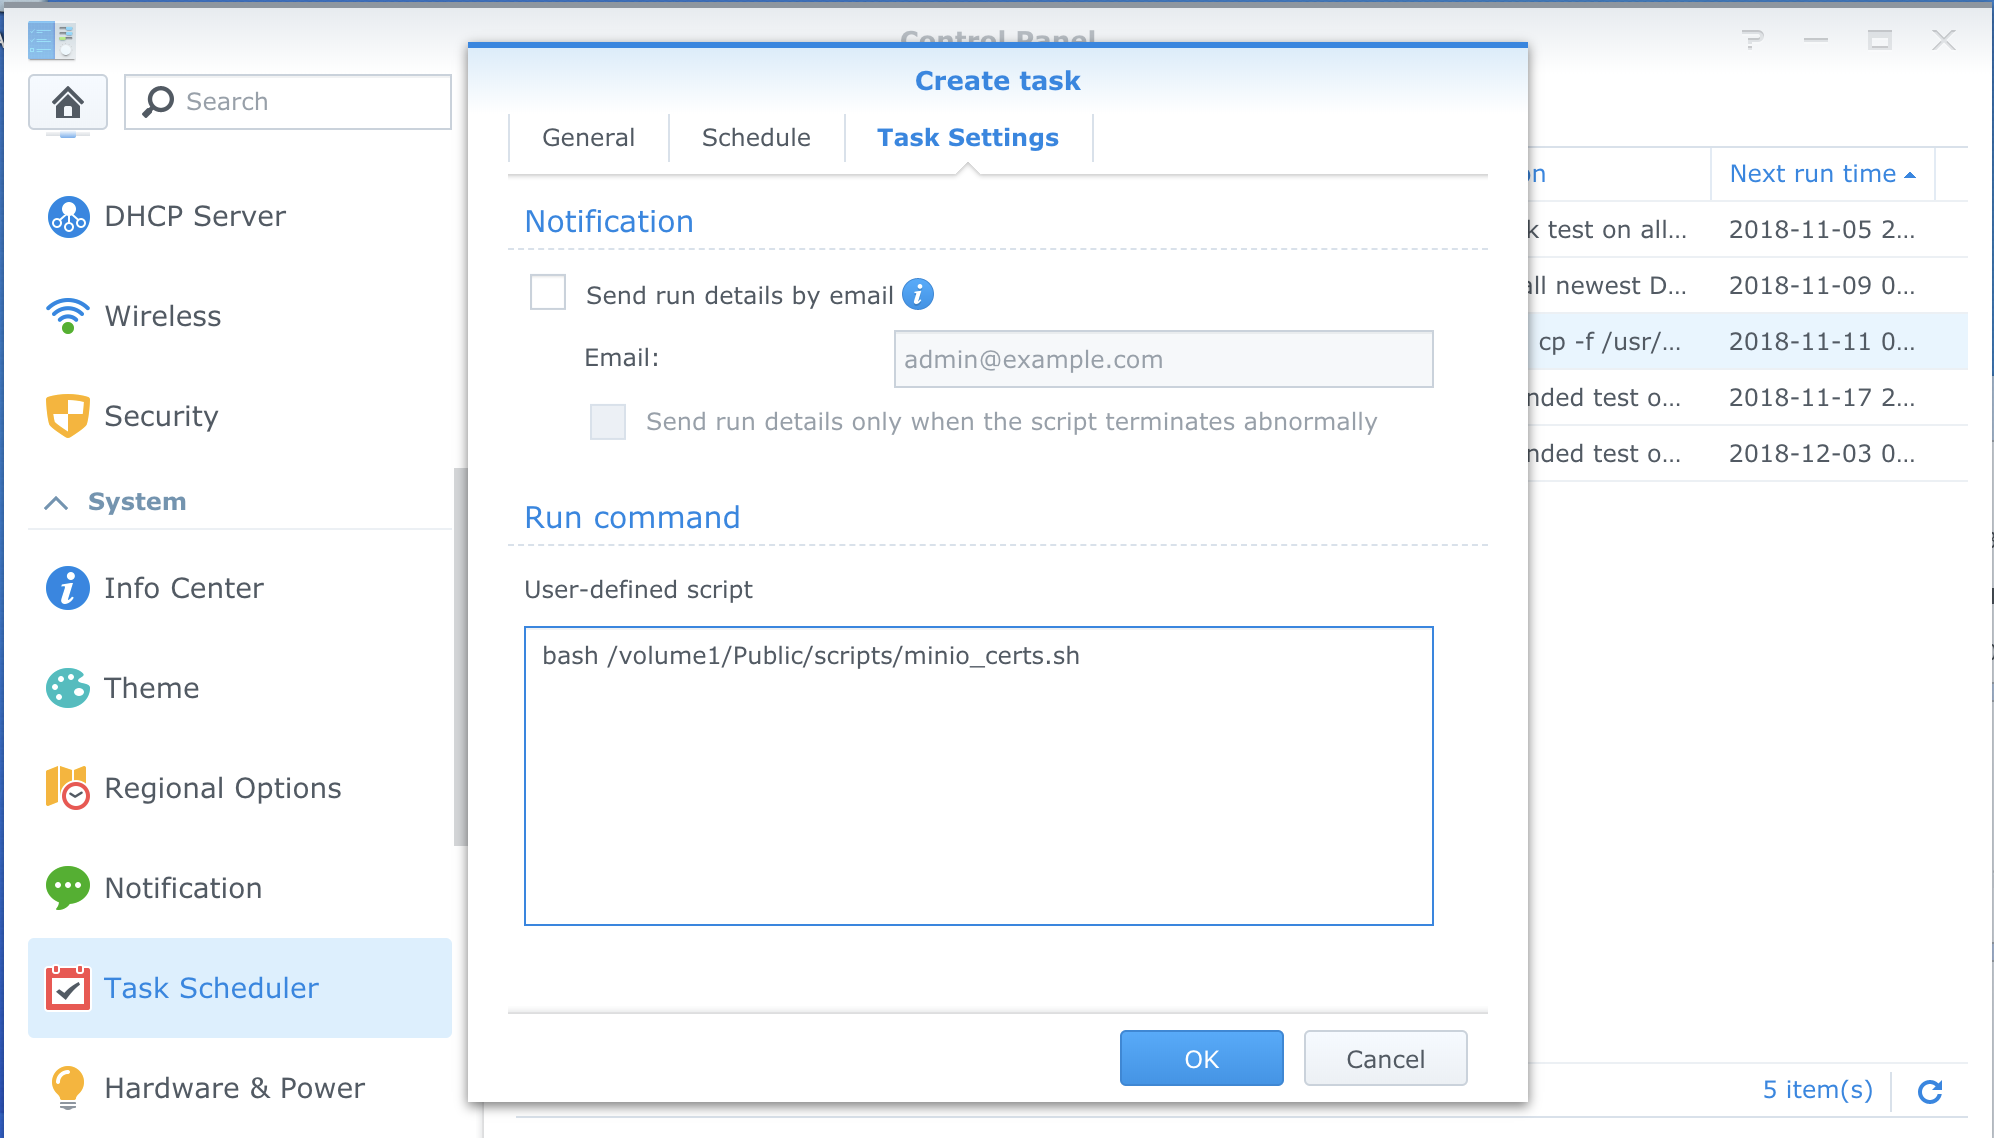 Control Panel
Search
DHCP Server
Wireless
Security
System
Info Center
Theme
Regional Options
Notification
Task Scheduler
Hardware & Power
Create task
General
Schedule
Task Settings
Notification
Send run details by email
Email:
admin@example.com
Send run details only when the script terminates abnormally
Run command
User-defined script
bash /volume1/Public/scripts/minio_certs.sh
OK
Cancel
on Next run time
k test on all... 2018-11-05 2...
all newest D... 2018-11-09 0...
cp -f /usr/... 2018-11-11 0...
nded test o... 2018-11-17 2...
nded test o... 2018-12-03 0...
5 item(s)